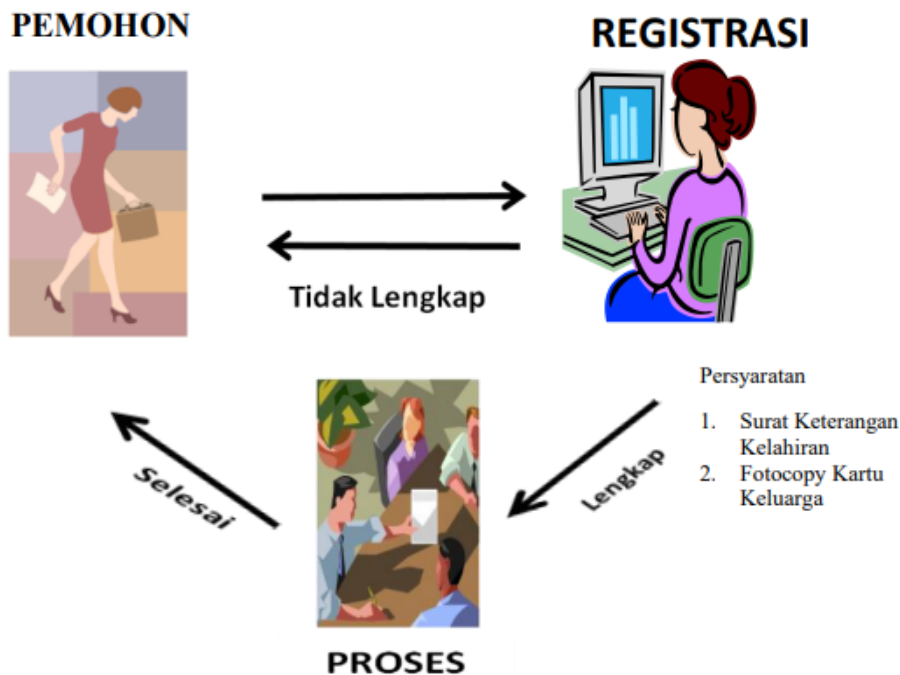 PEMOHON
REGISTRASI
Tidak Lengkap
Persyaratan
1. Surat Keterangan
Kelahiran
2. Fotocopy Kartu
Keluarga
Lengkap
Selesai
PROSES